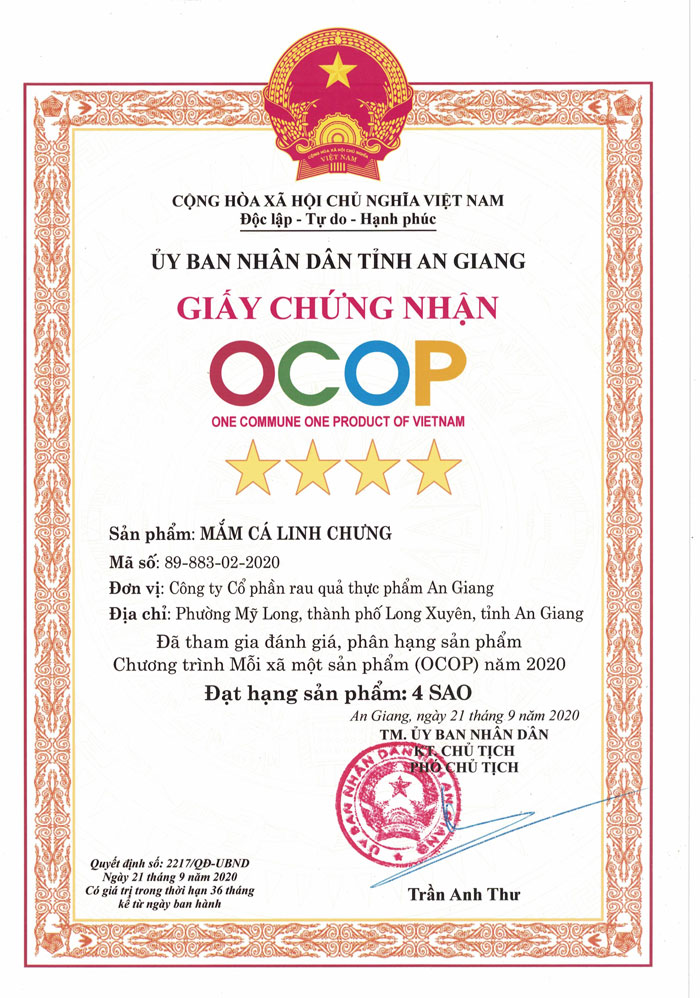 CỘNG HÒA XÃ HỘI CHỦ NGHĨA
VIỆT NAM
CỘNG HÒA XÃ HỘI CHỦ NGHĨA VIỆT NAM
Độc lập - Tự do - Hạnh phúc
ỦY BAN NHÂN DÂN TỈNH AN GIANG
GIẤY CHỨNG NHẬN
OCOP
ONE COMMUNE ONE PRODUCT OF VIETNAM
Sản phẩm: MẮM CÁ LINH CHƯNG
Mã số: 89-883-02-2020
Đơn vị: Công ty Cổ phần rau quả thực phẩm An Giang
Địa chỉ: Phường Mỹ Long, thành phố Long Xuyên, tỉnh An Giang
Đã tham gia đánh giá, phân hạng sản phẩm
Chương trình Mỗi xã một sản phẩm (OCOP) năm 2020
Đạt hạng sản phẩm: 4 SAO
An Giang, ngày 21 tháng 9 năm 2020
TM. ỦY BAN NHÂN DÂN
KT. CHỦ TỊCH
PHÓ CHỦ TỊCH
ỦY BAN NHÂN DÂN TỈNH AN GIANG
Trần Anh Thư
Quyết định số: 2217/QĐ-UBND
Ngày 21 tháng 9 năm 2020
Có giá trị trong thời hạn 36 tháng
kể từ ngày ban hành